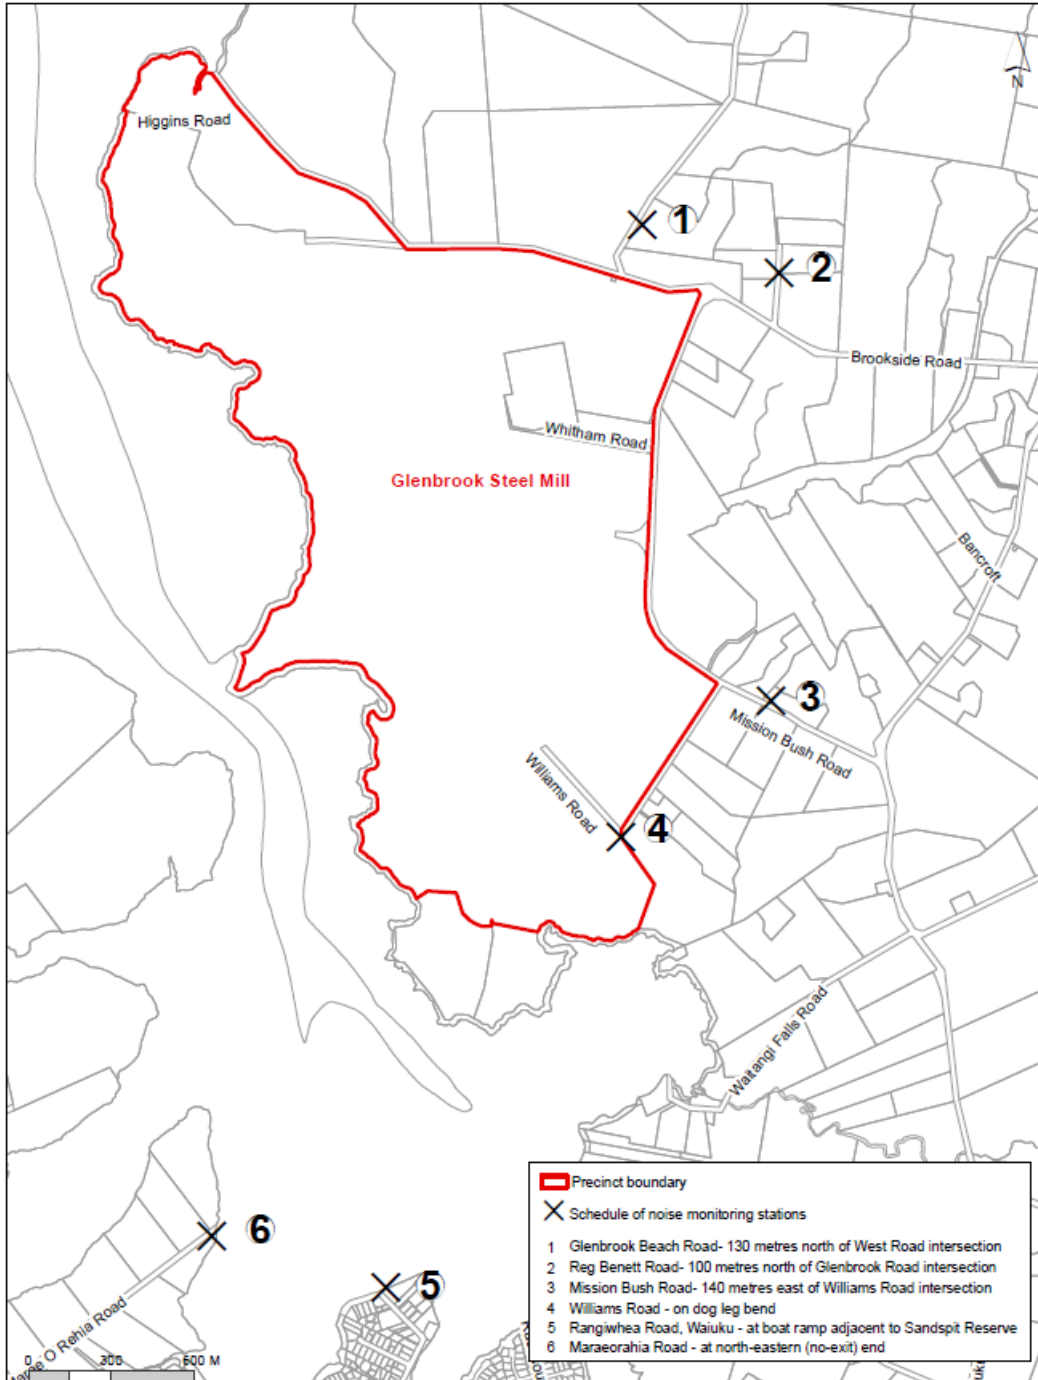 N
Higgins Road
1
2
Brookside Road
Whitham Road
Glenbrook Steel Mill
Bancroft
3
Mission Bush Road
Williams Road
4
Waitangi Falls Road
6
5
O Rehia Road
0 300 600 M
Precinct boundary
Schedule of noise monitoring stations
1 Glenbrook Beach Road- 130 metres north of West Road intersection
2 Reg Benett Road- 100 metres north of Glenbrook Road intersection
3 Mission Bush Road- 140 metres east of Williams Road intersection
4 Williams Road - on dog leg bend
5 Rangiwhea Road, Waiuku - at boat ramp adjacent to Sandspit Reserve
6 Maraeorahia Road - at north-eastern (no-exit) end